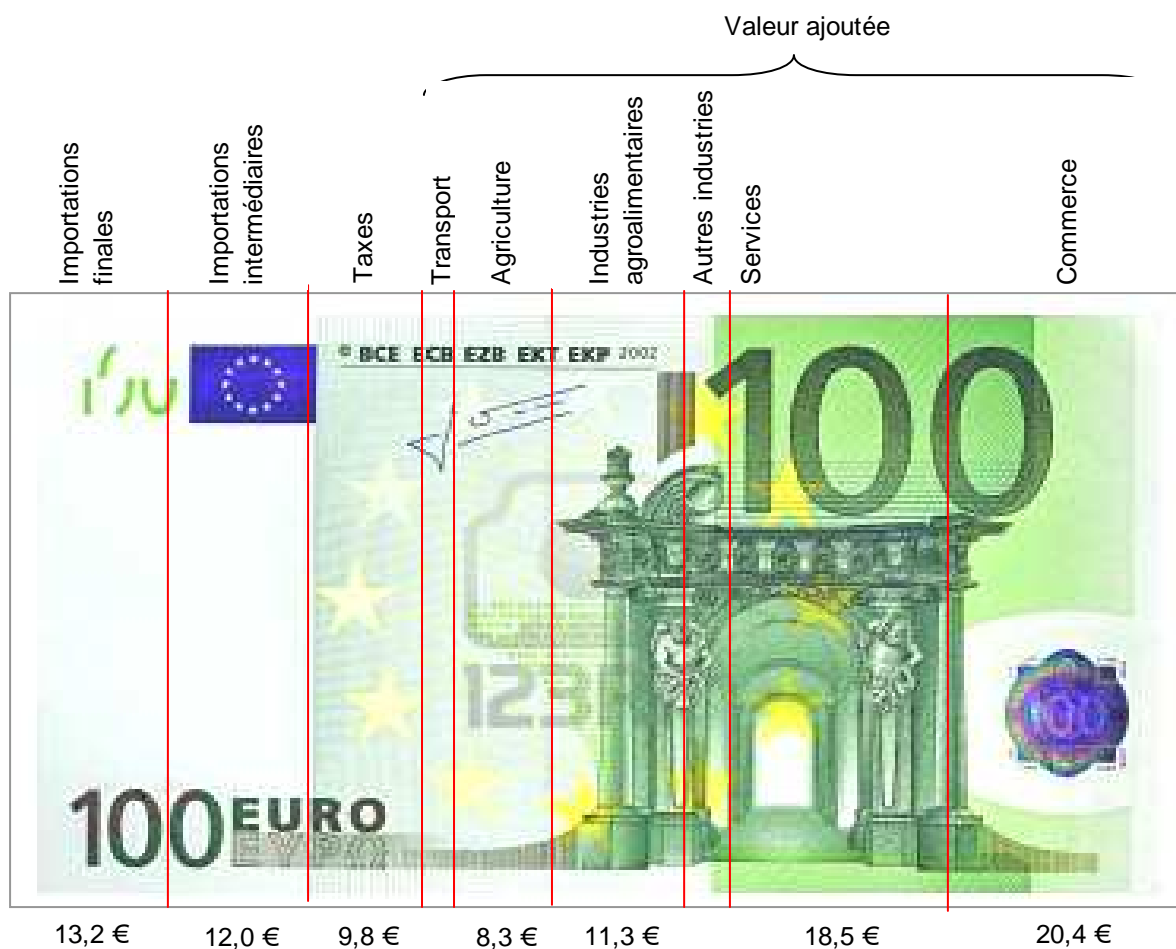 Valeur ajoutée
Importations
finales
Importations
intermédiaires
Taxes
Transport
Agriculture
Industries
agroalimentaires
Autres industries
Services
Commerce
© BCE ECB EZB EKT EKP 2002
100
123
100 EURO
ΕΥΡΩ
13,2 €
12,0 €
9,8 €
8,3 €
11,3 €
18,5 €
20,4 €